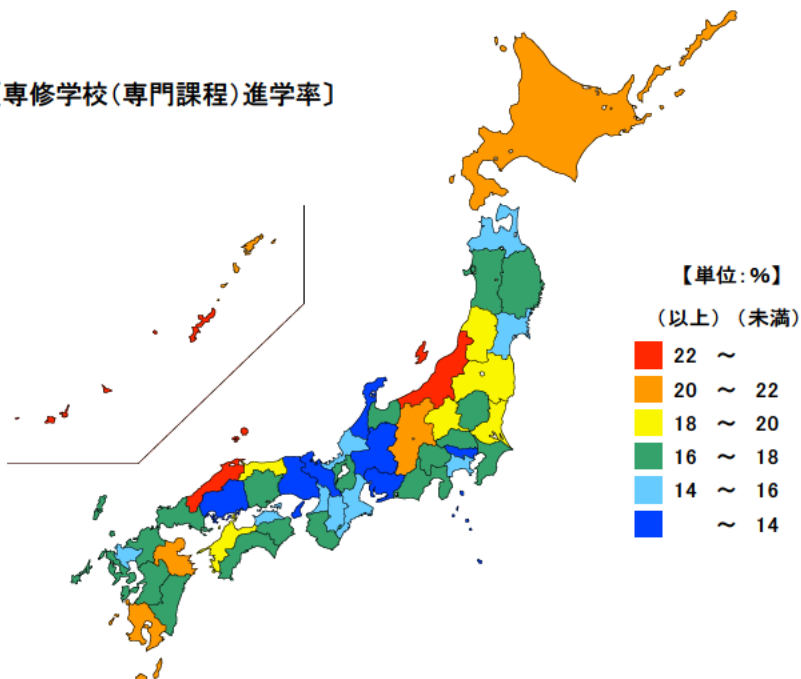 〔専修学校(専門課程)進学率〕
【単位:%】
(以上) (未満)
22 ～
20 ～ 22
18 ～ 20
16 ～ 18
14 ～ 16
～ 14